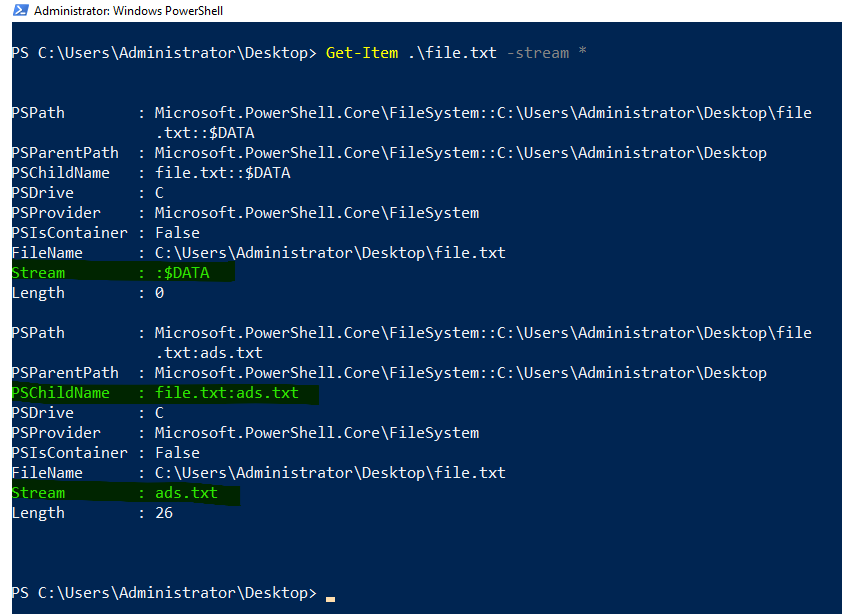 Administrator: Windows PowerShell
PS C:\Users\Administrator\Desktop> Get-Item .\file.txt -stream *
PSPath        : Microsoft.PowerShell.Core\FileSystem::C:\Users\Administrator\Desktop\file
                .txt::$DATA
PSParentPath  : Microsoft.PowerShell.Core\FileSystem::C:\Users\Administrator\Desktop
PSChildName   : file.txt::$DATA
PSDrive       : C
PSProvider    : Microsoft.PowerShell.Core\FileSystem
PSIsContainer : False
FileName      : C:\Users\Administrator\Desktop\file.txt
Stream        : :$DATA
Length        : 0
PSPath        : Microsoft.PowerShell.Core\FileSystem::C:\Users\Administrator\Desktop\file
                .txt:ads.txt
PSParentPath  : Microsoft.PowerShell.Core\FileSystem::C:\Users\Administrator\Desktop
PSChildName   : file.txt:ads.txt
PSDrive       : C
PSProvider    : Microsoft.PowerShell.Core\FileSystem
PSIsContainer : False
FileName      : C:\Users\Administrator\Desktop\file.txt
Stream        : ads.txt
Length        : 26
PS C:\Users\Administrator\Desktop>